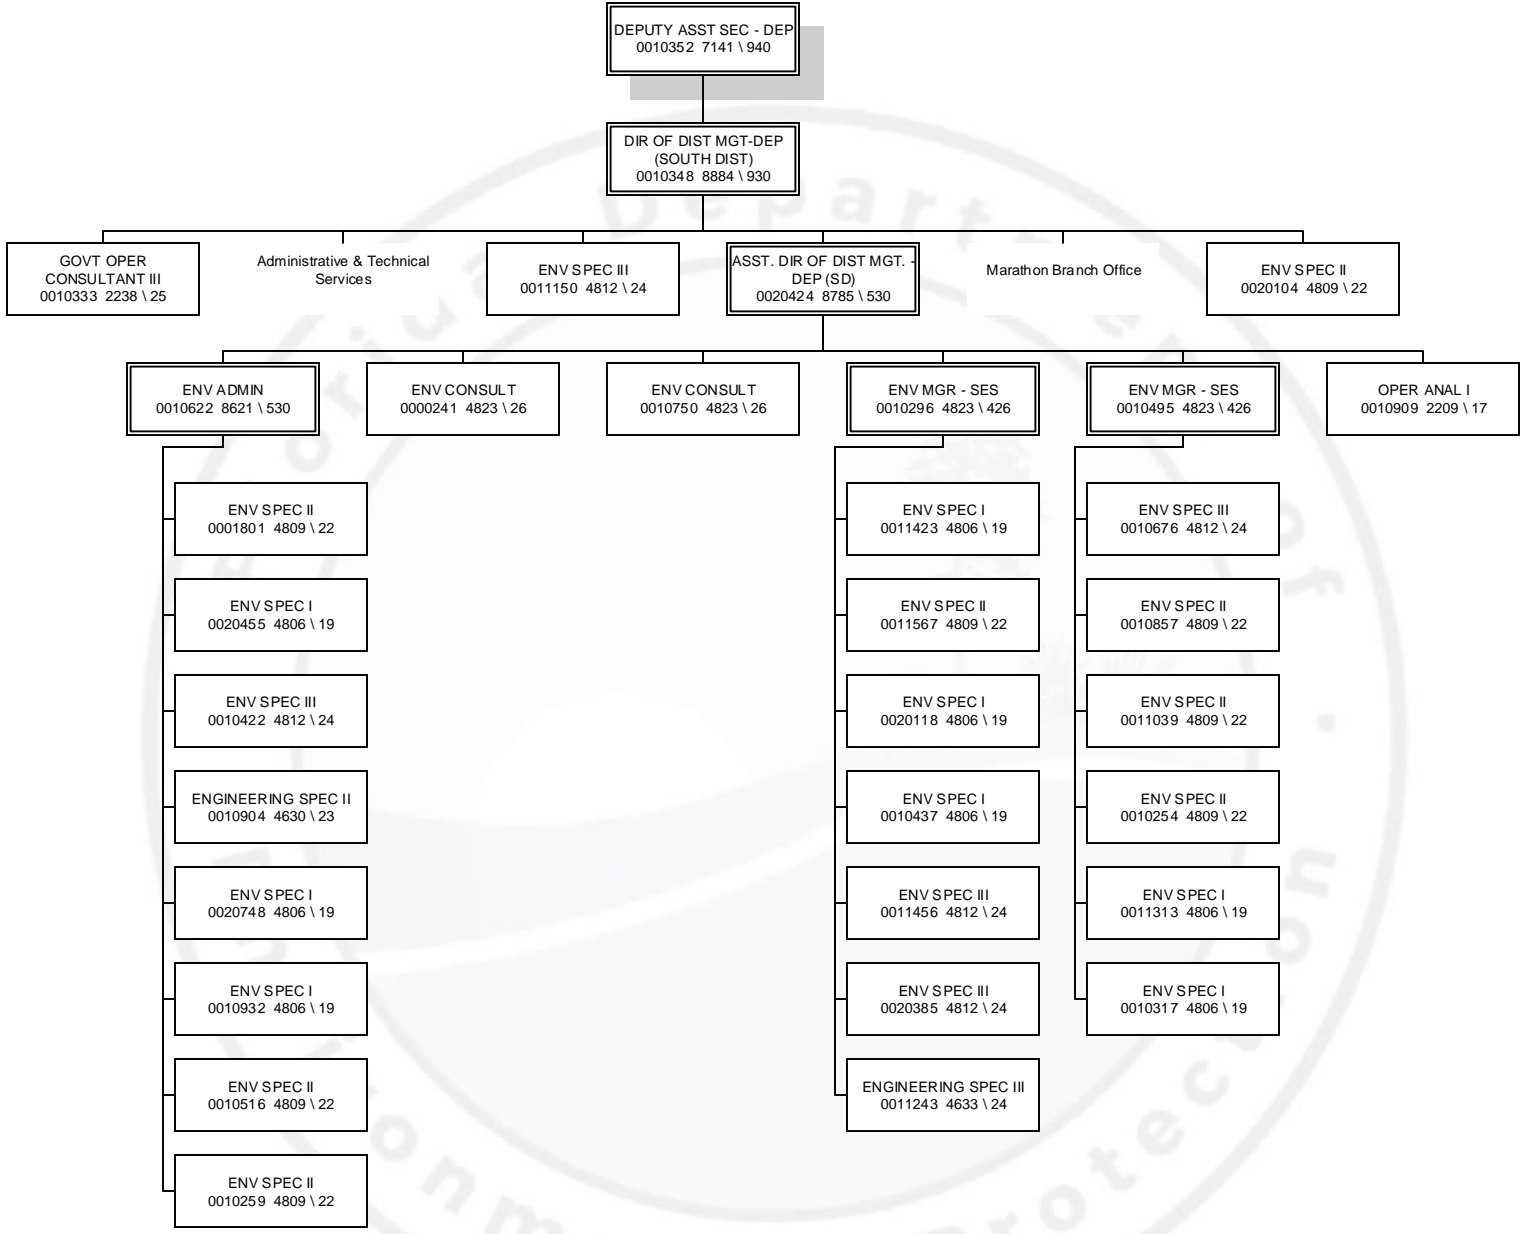 DEPUTY ASST SEC - DEP
0010352 7141 \ 940
DIR OF DIST MGT-DEP
(SOUTH DIST)
0010348 8884 \ 930
GOVT OPER
CONSULTANT III
0010333 2238 \ 25
Administrative & Technical
Services
ENV SPEC III
0011150 4812 \ 24
ASST. DIR OF DIST MGT. -
DEP (SD)
0020424 8785 \ 530
Marathon Branch Office
ENV SPEC II
0020104 4809 \ 22
ENV ADMIN
0010622 8621 \ 530
ENV CONSULT
0000241 4823 \ 26
ENV CONSULT
0010750 4823 \ 26
ENV MGR - SES
0010296 4823 \ 426
ENV MGR - SES
0010495 4823 \ 426
OPER ANAL I
0010909 2209 \ 17
ENV SPEC II
0001801 4809 \ 22
ENV SPEC I
0020455 4806 \ 19
ENV SPEC III
0010422 4812 \ 24
ENGINEERING SPEC II
0010904 4630 \ 23
ENV SPEC I
0020748 4806 \ 19
ENV SPEC I
0010932 4806 \ 19
ENV SPEC II
0010516 4809 \ 22
ENV SPEC II
0010259 4809 \ 22
ENV SPEC I
0011423 4806 \ 19
ENV SPEC II
0011567 4809 \ 22
ENV SPEC I
0020118 4806 \ 19
ENV SPEC I
0010437 4806 \ 19
ENV SPEC III
0011456 4812 \ 24
ENV SPEC III
0020385 4812 \ 24
ENGINEERING SPEC III
0011243 4633 \ 24
ENV SPEC III
0010676 4812 \ 24
ENV SPEC II
0010857 4809 \ 22
ENV SPEC II
0011039 4809 \ 22
ENV SPEC II
0010254 4809 \ 22
ENV SPEC I
0011313 4806 \ 19
ENV SPEC I
0010317 4806 \ 19